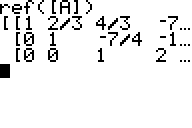 ref([A])
[[1 2/3 4/3 -7…
[0 1 -7/4 -1…
[0 0 1 2 …